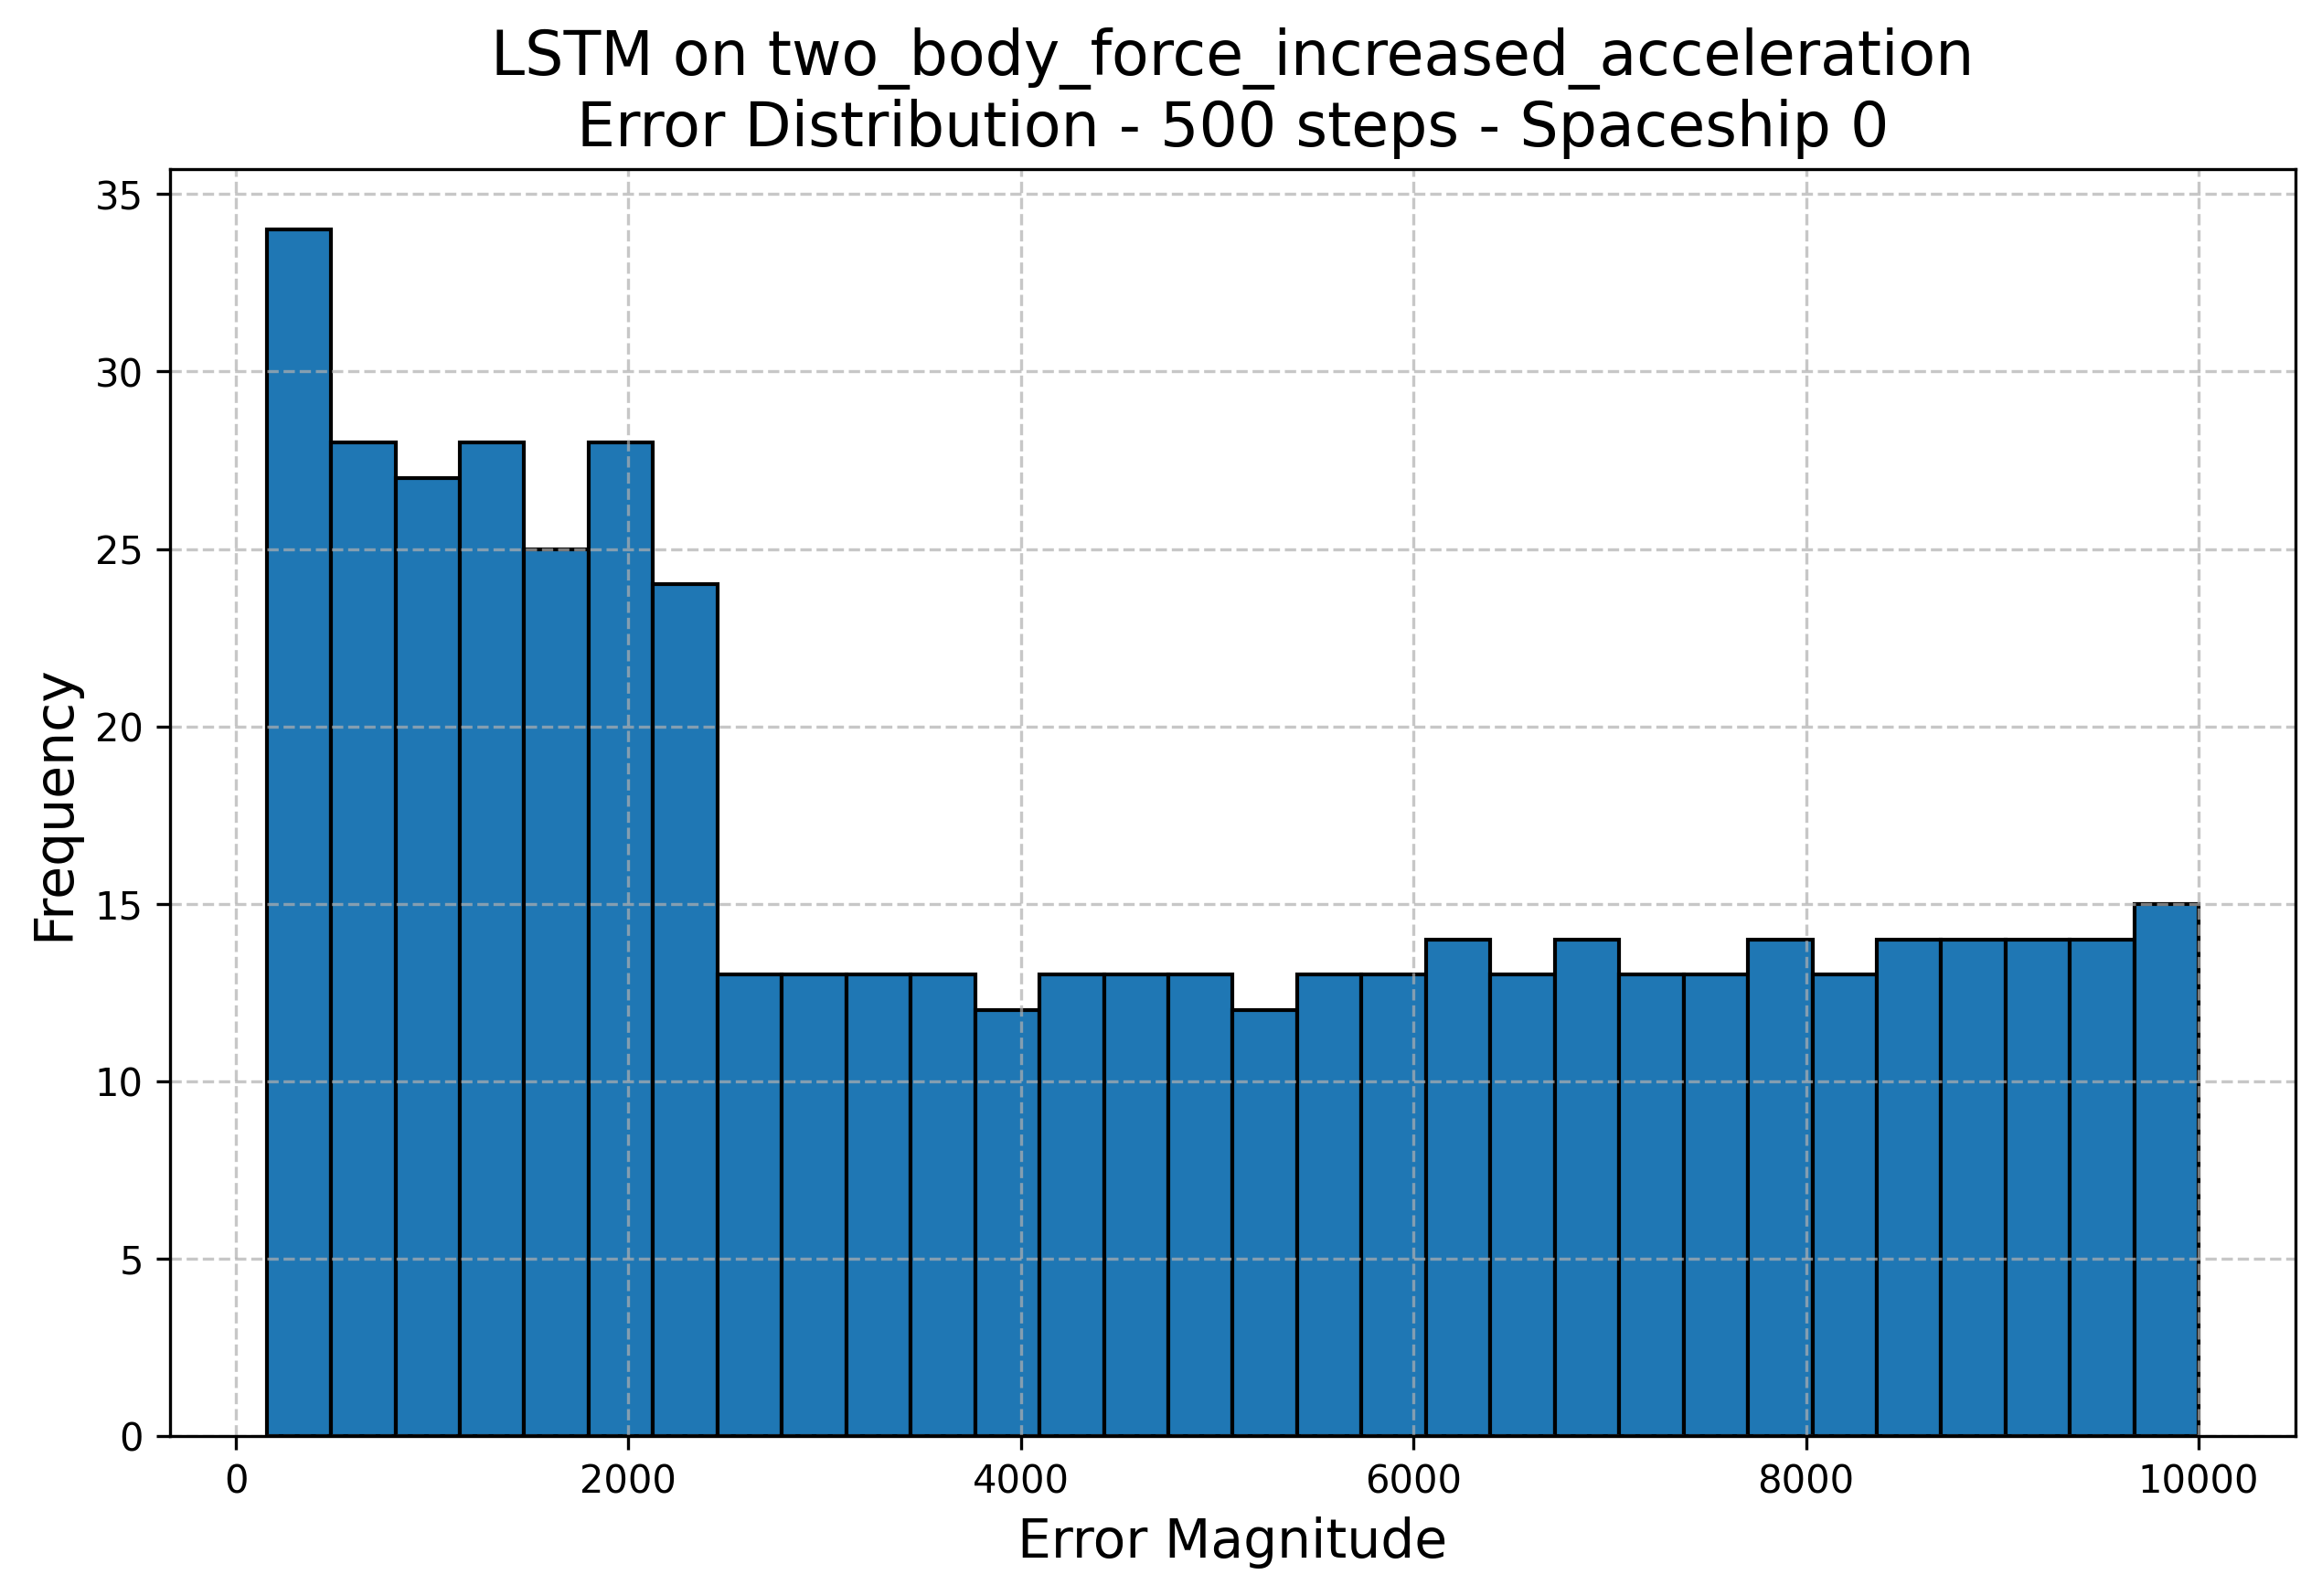 LSTM on two_body_force_increased_acceleration
Error Distribution - 500 steps - Spaceship 0
35
30
25
20
15
10
5
0
Frequency
0 2000 4000 6000 8000 10000
Error Magnitude